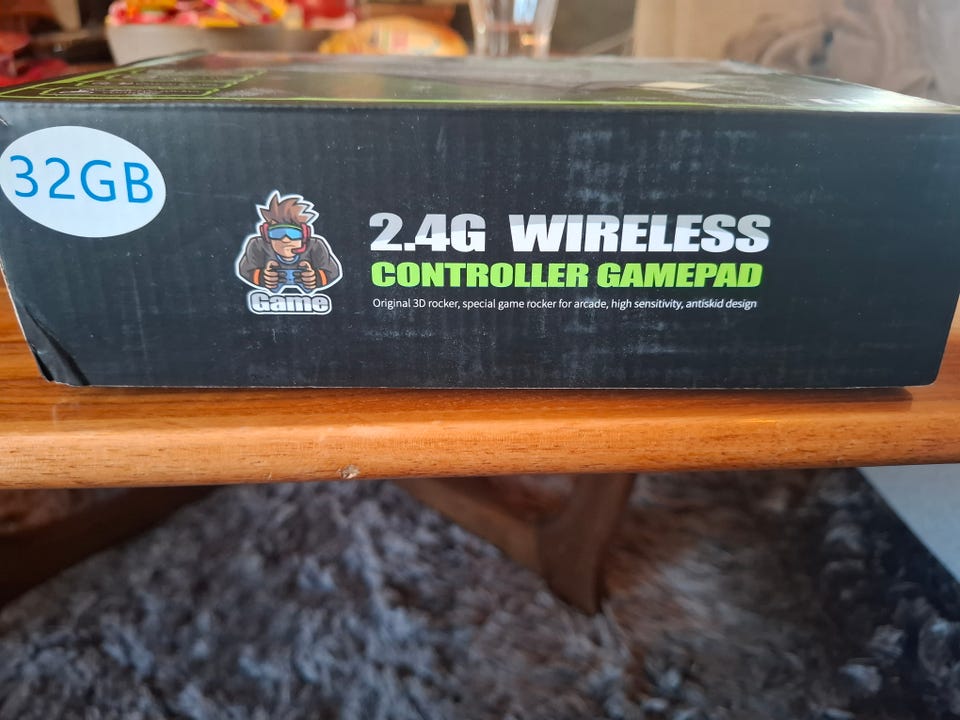 32GB
Game
2.4G WIRELESS
CONTROLLER GAMEPAD
Original 3D rocker, special game rocker for arcade, high sensitivity, antiskid design